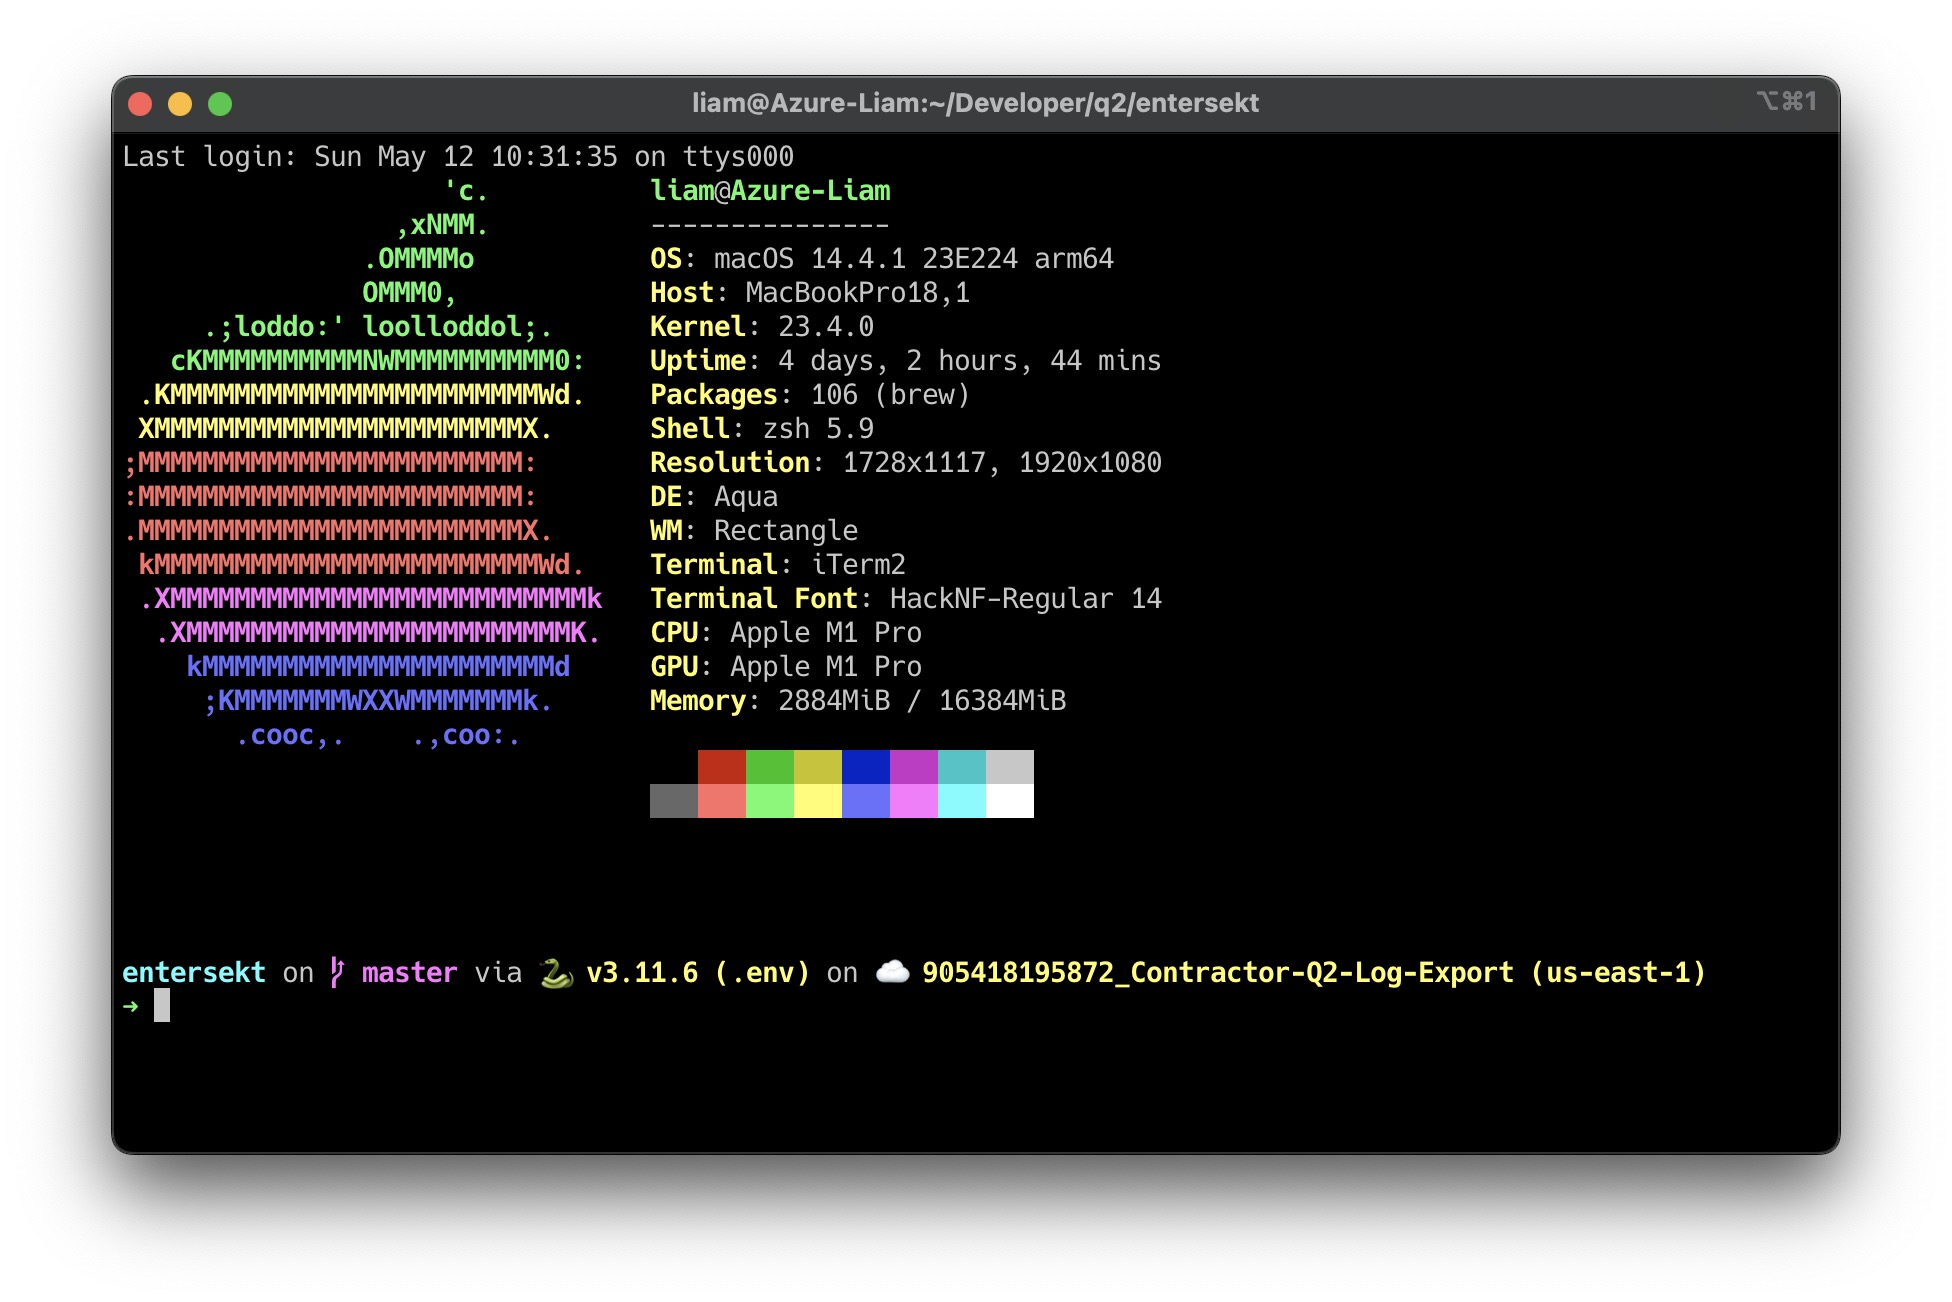 liam@Azure-Liam:~/Developer/q2/entersekt ⌥⌘1
Last login: Sun May 12 10:31:35 on ttys000
                    'c.          liam@Azure-Liam
                 ,xNMM.          ---------------
               .OMMMMo           OS: macOS 14.4.1 23E224 arm64
               OMMM0,            Host: MacBookPro18,1
     .;loddo:' loolloddol;.      Kernel: 23.4.0
   cKMMMMMMMMMMNWMMMMMMMMMM0:    Uptime: 4 days, 2 hours, 44 mins
 .KMMMMMMMMMMMMMMMMMMMMMMMWd.    Packages: 106 (brew)
 XMMMMMMMMMMMMMMMMMMMMMMMX.      Shell: zsh 5.9
;MMMMMMMMMMMMMMMMMMMMMMMM:       Resolution: 1728x1117, 1920x1080
:MMMMMMMMMMMMMMMMMMMMMMMM:       DE: Aqua
.MMMMMMMMMMMMMMMMMMMMMMMMX.      WM: Rectangle
 kMMMMMMMMMMMMMMMMMMMMMMMMWd.    Terminal: iTerm2
 .XMMMMMMMMMMMMMMMMMMMMMMMMMMk   Terminal Font: HackNF-Regular 14
  .XMMMMMMMMMMMMMMMMMMMMMMMMK.   CPU: Apple M1 Pro
    kMMMMMMMMMMMMMMMMMMMMMMd     GPU: Apple M1 Pro
     ;KMMMMMMMWXXWMMMMMMMk.      Memory: 2884MiB / 16384MiB
       .cooc,.    .,coo:.
entersekt on master via 🐍 v3.11.6 (.env) on ☁️ 905418195872_Contractor-Q2-Log-Export (us-east-1)
➜